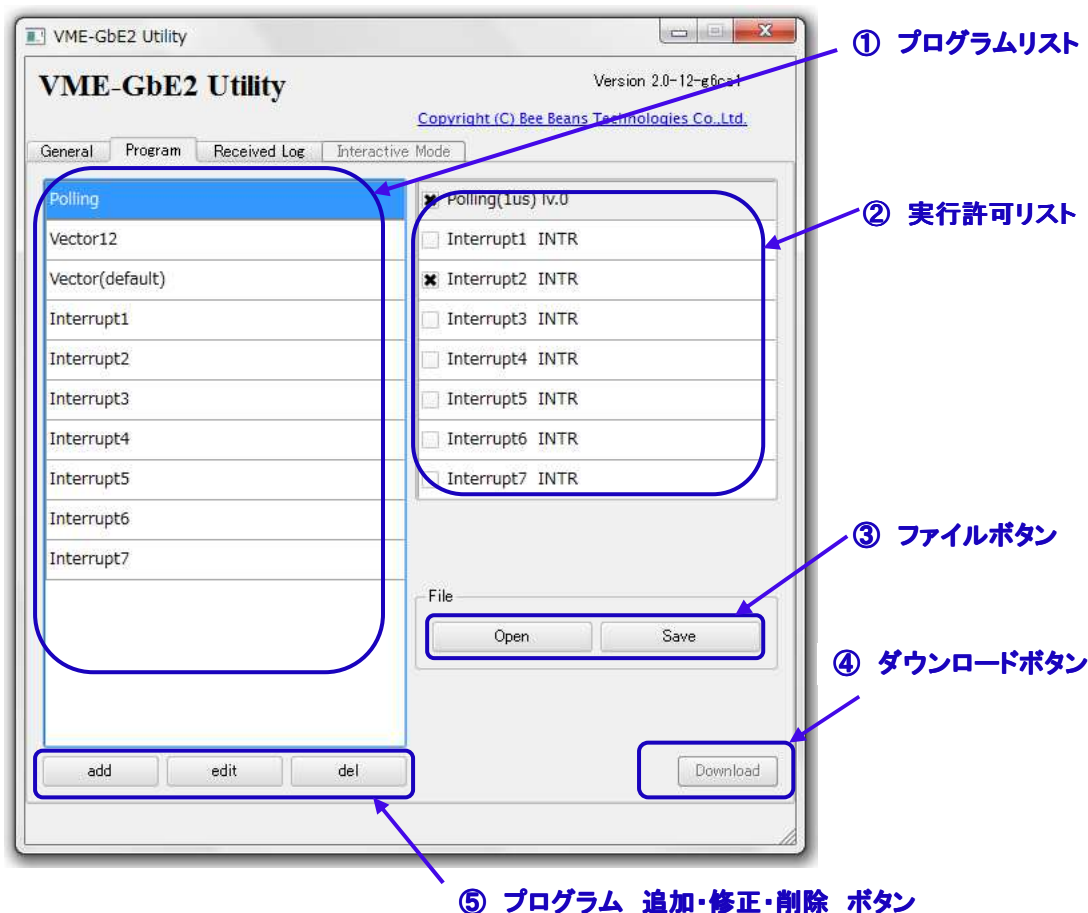 VME-GbE2 Utility
① プログラムリスト
VME-GbE2 Utility
Version 2.0-12-g6ca1
Copyright (C) Bee Beans Technologies Co.,Ltd.
General Program Received Log Interactive Mode
Polling
Vector12
Vector(default)
Interrupt1
Interrupt2
Interrupt3
Interrupt4
Interrupt5
Interrupt6
Interrupt7
Polling(1us) lv.0
Interrupt1 INTR
Interrupt2 INTR
Interrupt3 INTR
Interrupt4 INTR
Interrupt5 INTR
Interrupt6 INTR
Interrupt7 INTR
② 実行許可リスト
③ ファイルボタン
File
Open Save
④ ダウンロードボタン
add edit del
Download
⑤ プログラム 追加・修正・削除 ボタン